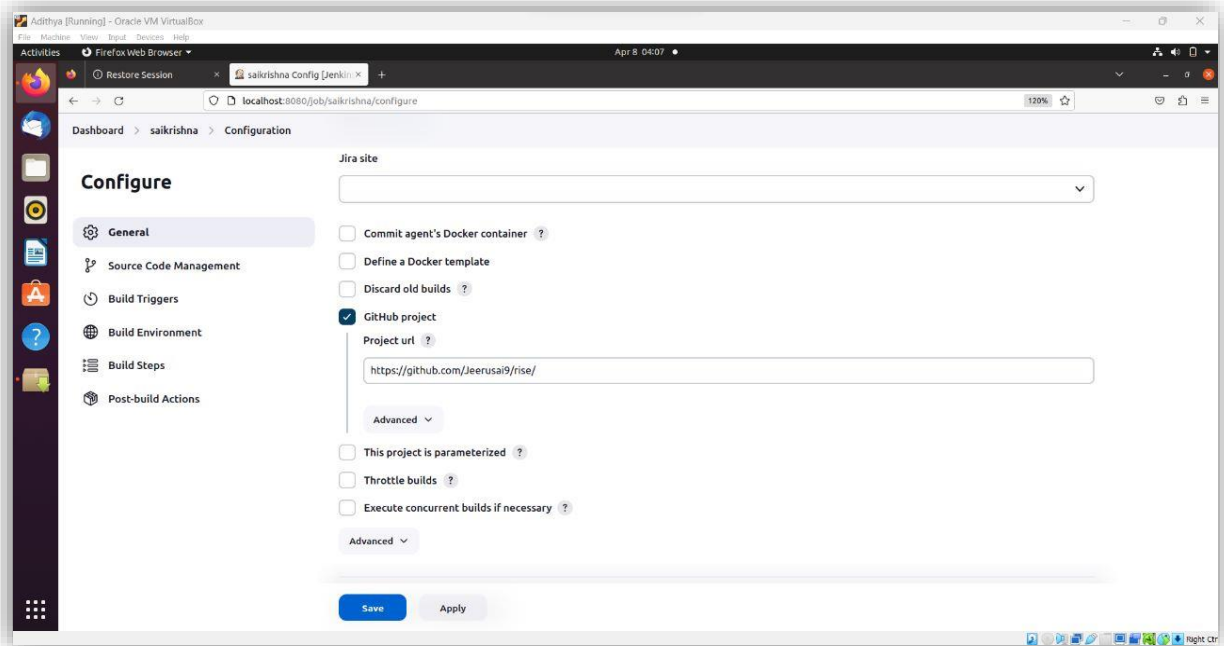 Adithya [Running] - Oracle VM VirtualBox
File Machine View Input Devices Help
Activities Firefox Web Browser Apr 8 04:07
Restore Session saikrishna Config [Jenkin
localhost:8080/job/saikrishna/configure 120%
Dashboard > saikrishna > Configuration
Configure
General
Source Code Management
Build Triggers
Build Environment
Build Steps
Post-build Actions
Jira site
Commit agent's Docker container ?
Define a Docker template
Discard old builds ?
GitHub project
Project url ?
https://github.com/Jeerusai9/rise/
Advanced
This project is parameterized ?
Throttle builds ?
Execute concurrent builds if necessary ?
Advanced
Save Apply
Right Ctr